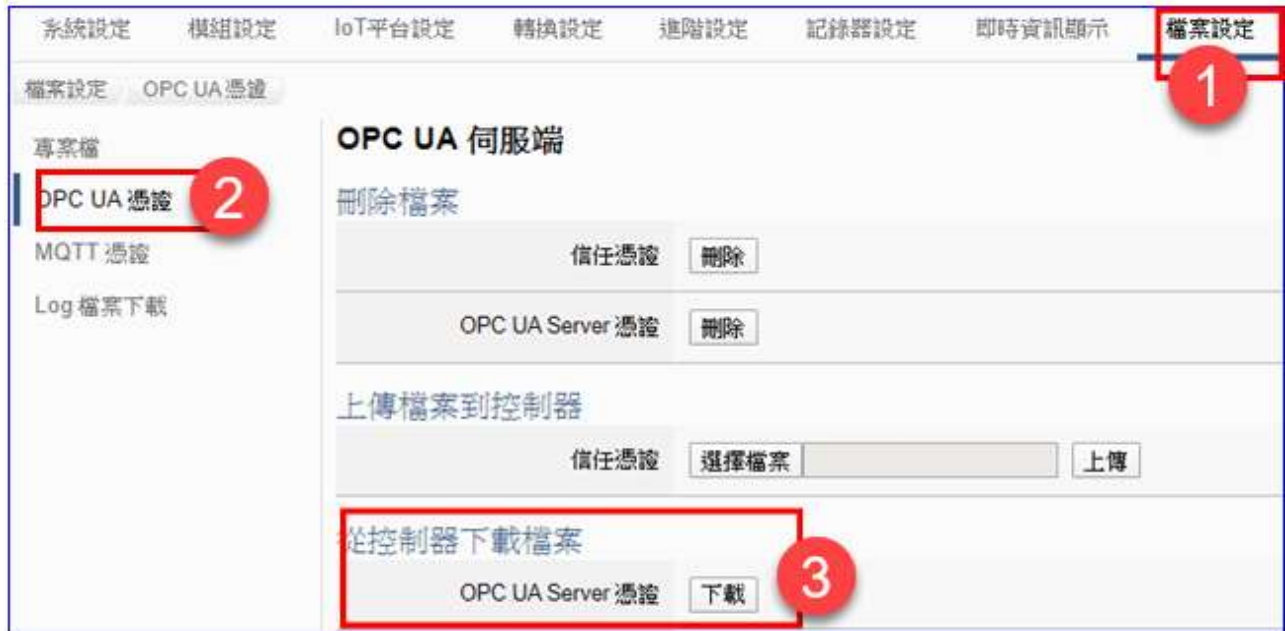 系統設定 模組設定 IoT平台設定 轉換設定 進階設定 記錄器設定 即時資訊顯示 檔案設定
1
檔案設定 OPC UA 憑證
專案檔
OPC UA 憑證
2
MQTT 憑證
Log 檔案下載
OPC UA 伺服端
刪除檔案
信任憑證 刪除
OPC UA Server 憑證 刪除
上傳檔案到控制器
信任憑證 選擇檔案 上傳
從控制器下載檔案
OPC UA Server 憑證 下載
3